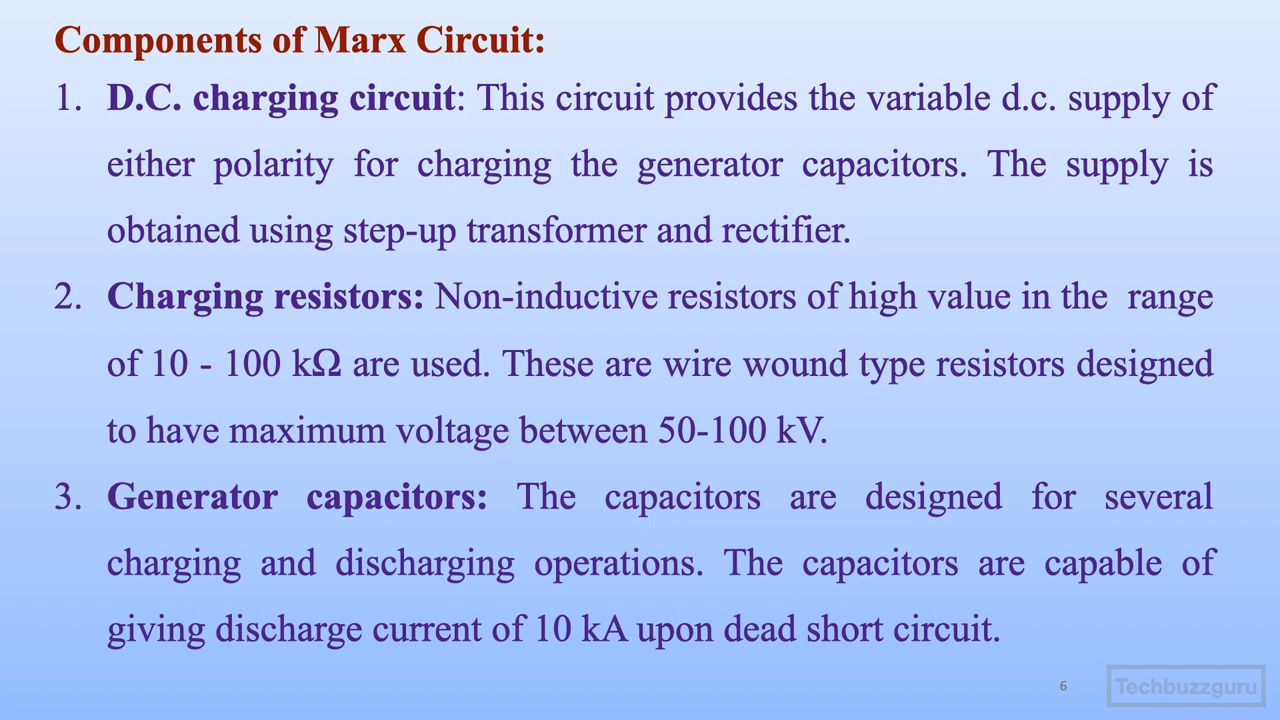 Components of Marx Circuit:
1. D.C. charging circuit: This circuit provides the variable d.c. supply of
either polarity for charging the generator capacitors. The supply is
obtained using step-up transformer and rectifier.
2. Charging resistors: Non-inductive resistors of high value in the range
of 10 - 100 kΩ are used. These are wire wound type resistors designed
to have maximum voltage between 50-100 kV.
3. Generator capacitors: The capacitors are designed for several
charging and discharging operations. The capacitors are capable of
giving discharge current of 10 kA upon dead short circuit.
6
Techbuzzguru